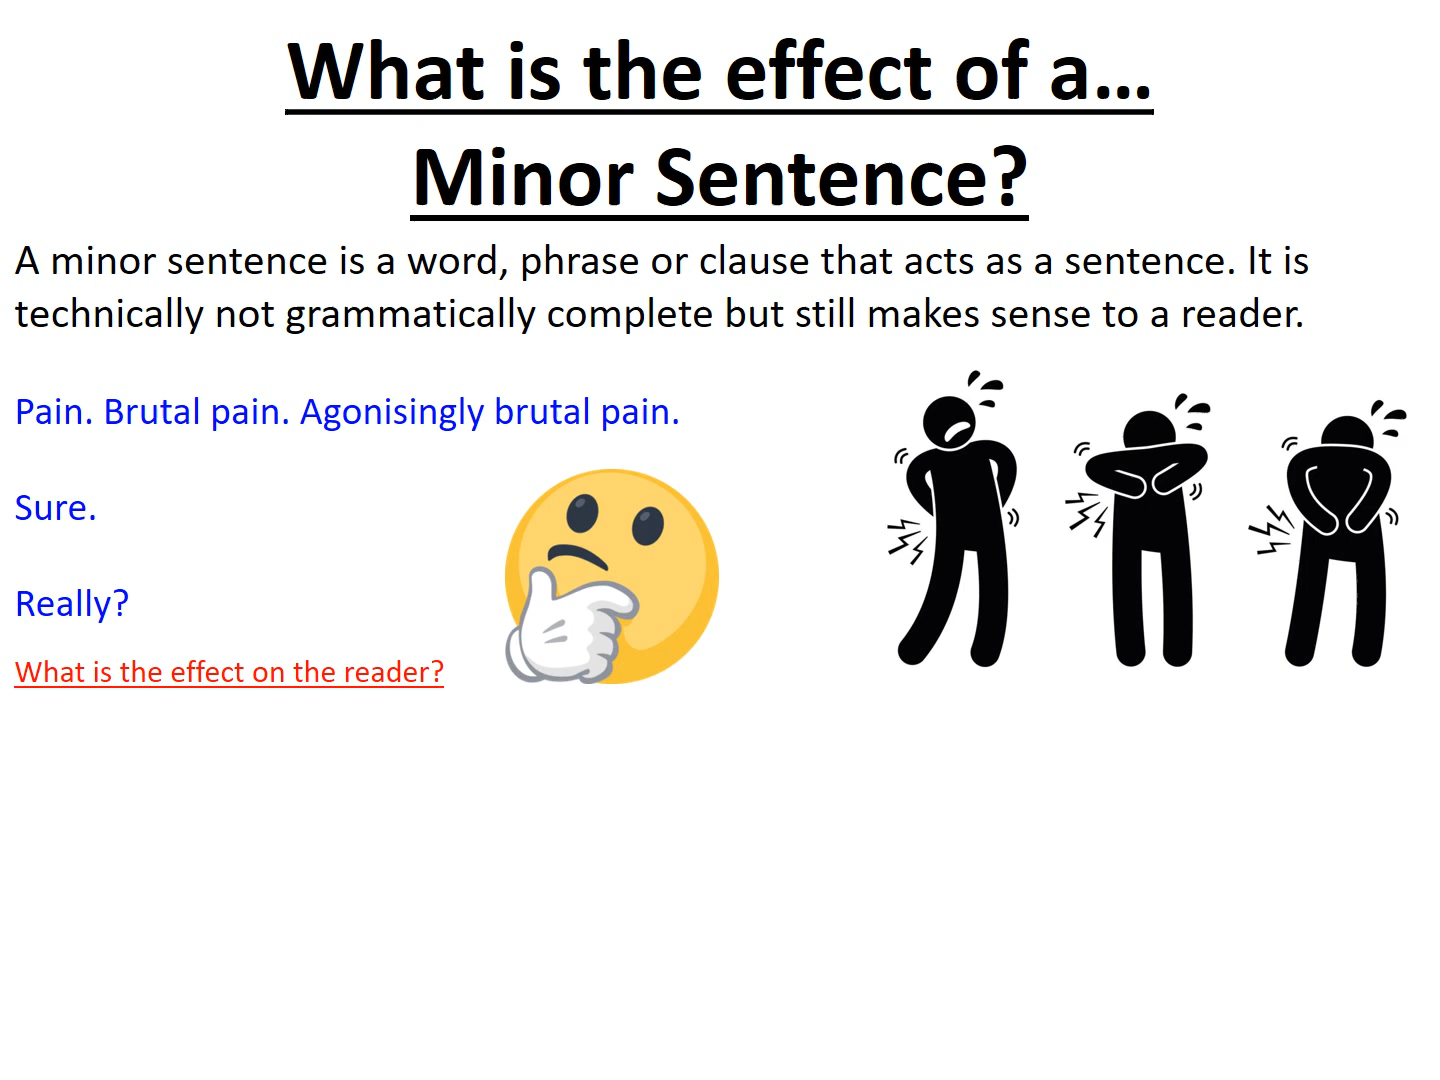 What is the effect of a...
Minor Sentence?
A minor sentence is a word, phrase or clause that acts as a sentence. It is
technically not grammatically complete but still makes sense to a reader.
Pain. Brutal pain. Agonisingly brutal pain.
Sure.
Really?
What is the effect on the reader?